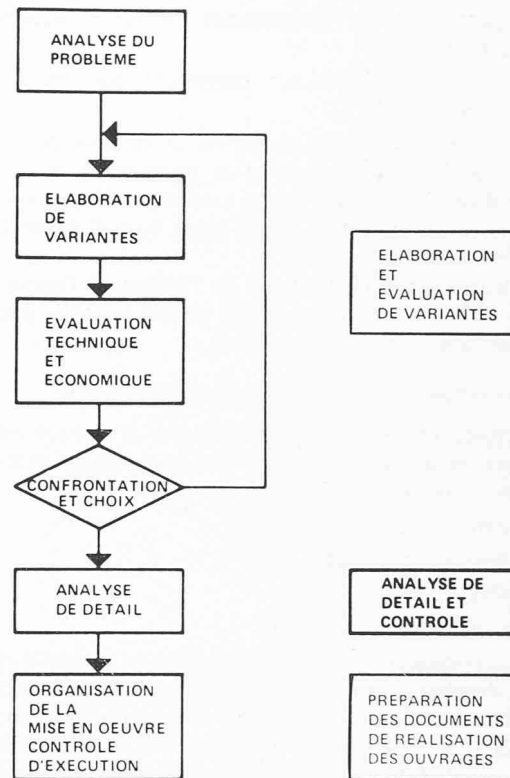 ANALYSE DU
PROBLEME
ELABORATION
DE
VARIANTES
EVALUATION
TECHNIQUE
ET
ECONOMIQUE
CONFRONTATION
ET CHOIX
ANALYSE
DE DETAIL
ORGANISATION
DE LA
MISE EN OEUVRE
CONTROLE
D'EXECUTION
ELABORATION
ET
EVALUATION
DE VARIANTES
ANALYSE DE
DETAIL ET
CONTROLE
PREPARATION
DES DOCUMENTS
DE REALISATION
DES OUVRAGES